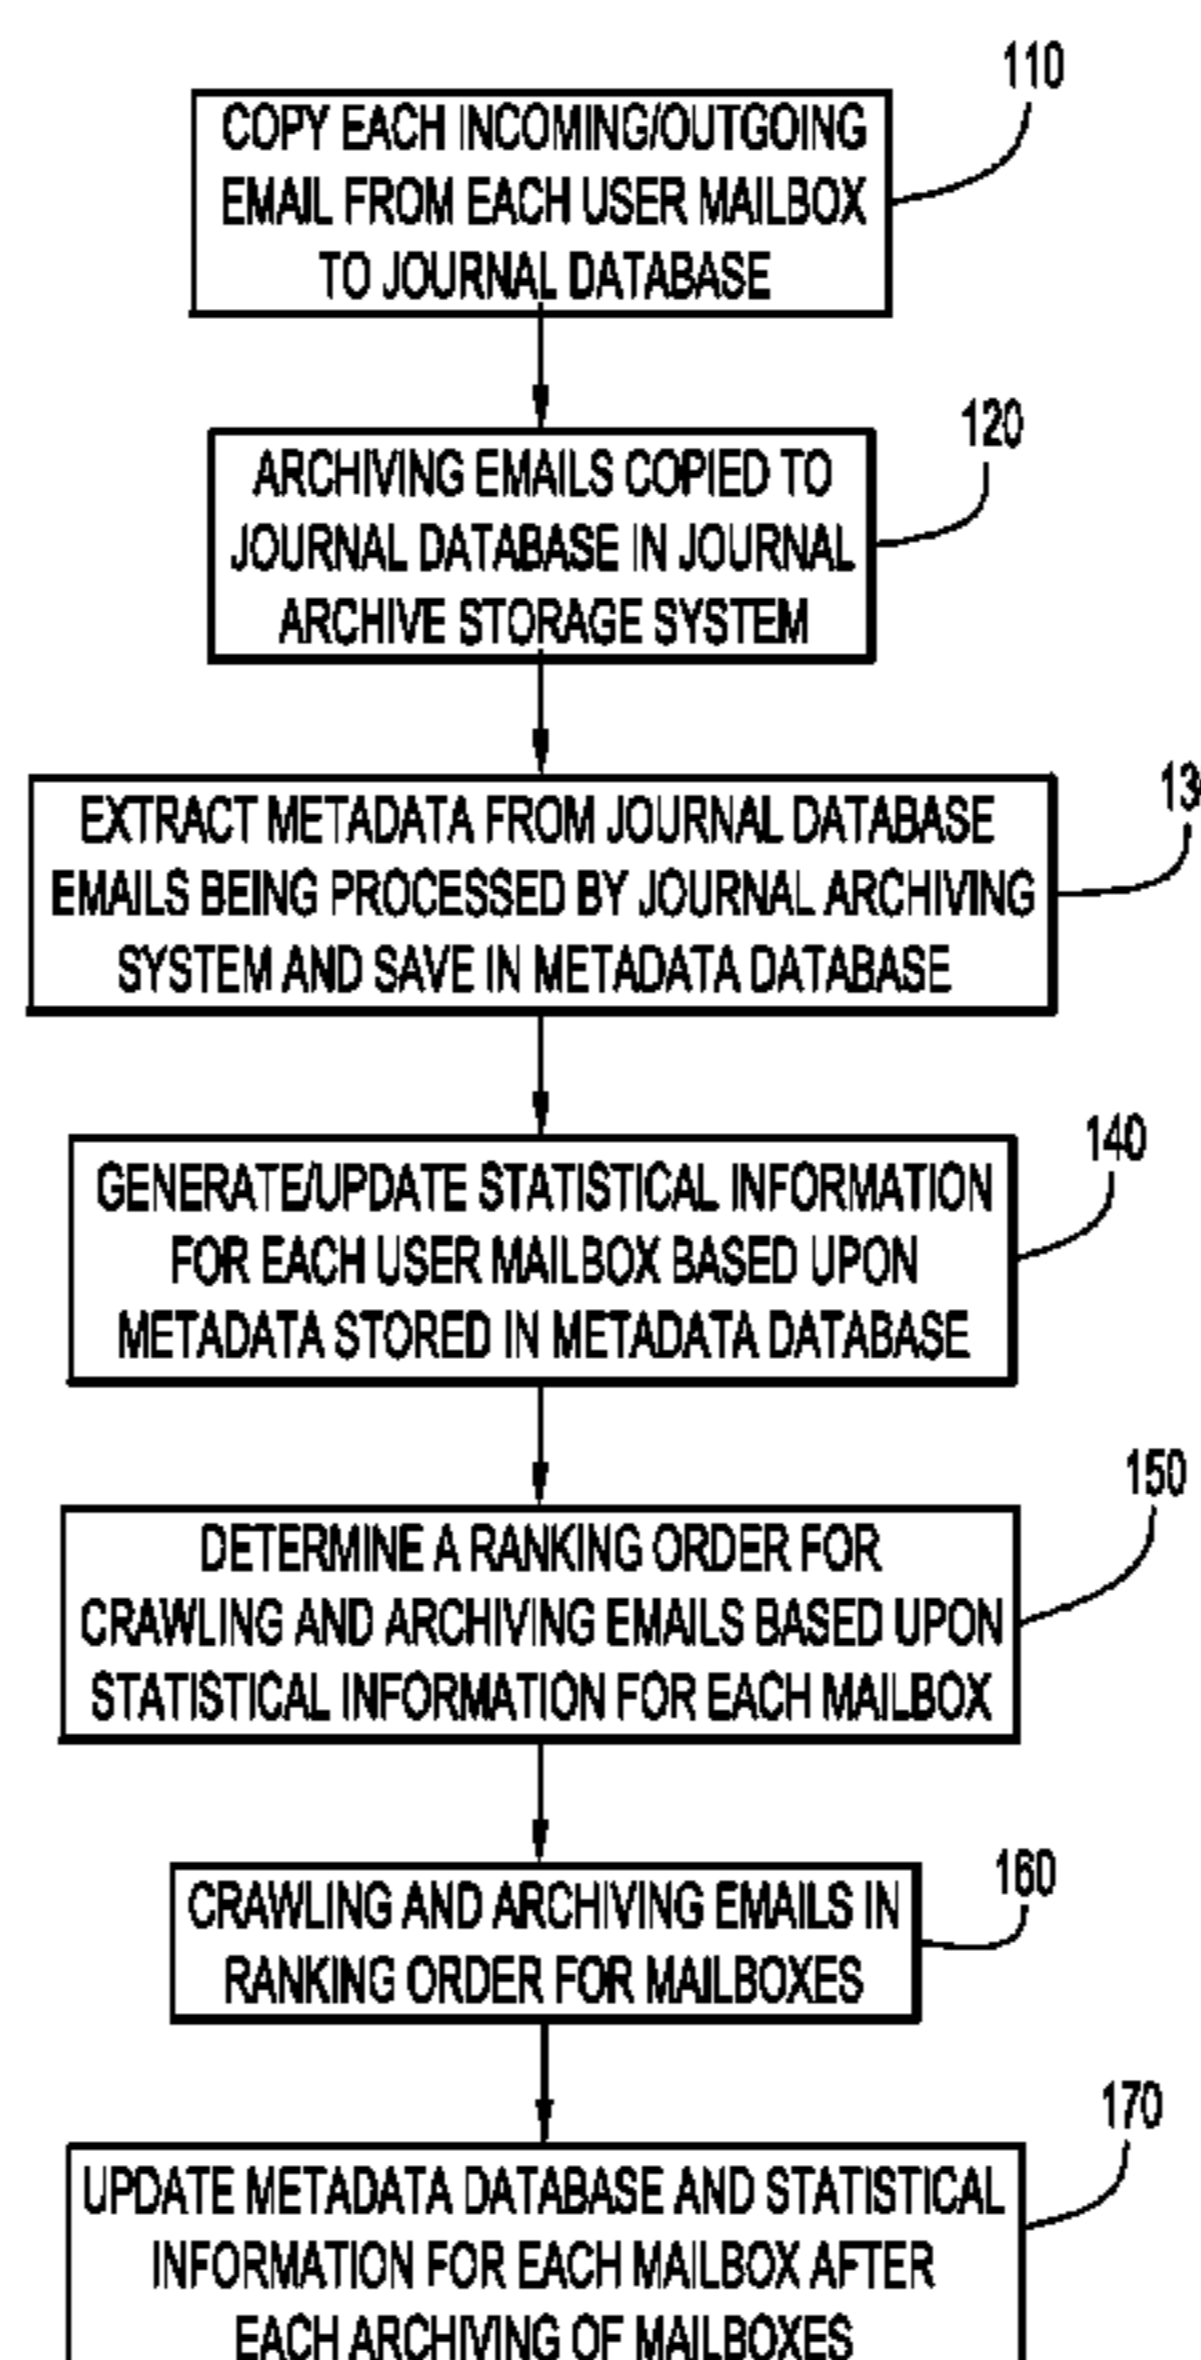 110
COPY EACH INCOMING/OUTGOING
EMAIL FROM EACH USER MAILBOX
TO JOURNAL DATABASE
120
ARCHIVING EMAILS COPIED TO
JOURNAL DATABASE IN JOURNAL
ARCHIVE STORAGE SYSTEM
13
EXTRACT METADATA FROM JOURNAL DATABASE
EMAILS BEING PROCESSED BY JOURNAL ARCHIVING
SYSTEM AND SAVE IN METADATA DATABASE
140
GENERATE/UPDATE STATISTICAL INFORMATION
FOR EACH USER MAILBOX BASED UPON
METADATA STORED IN METADATA DATABASE
150
DETERMINE A RANKING ORDER FOR
CRAWLING AND ARCHIVING EMAILS BASED UPON
STATISTICAL INFORMATION FOR EACH MAILBOX
160
CRAWLING AND ARCHIVING EMAILS IN
RANKING ORDER FOR MAILBOXES
170
UPDATE METADATA DATABASE AND STATISTICAL
INFORMATION FOR EACH MAILBOX AFTER
EACH ARCHIVING OF MAILBOXES